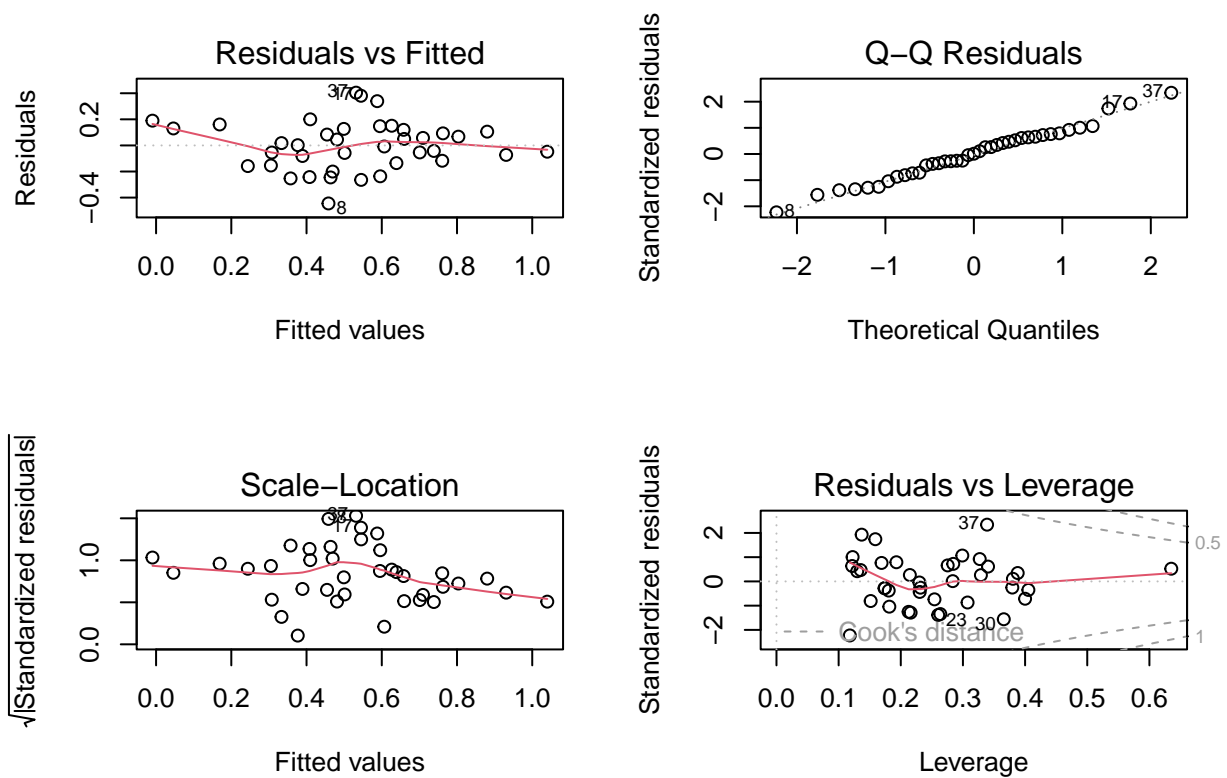 Residuals vs Fitted
Residuals
0.2
−0.4
37
17
8
0.0 0.2 0.4 0.6 0.8 1.0
Fitted values
Q−Q Residuals
Standardized residuals
2
0
−2
17
37
8
−2 −1 0 1 2
Theoretical Quantiles
Scale−Location
√|Standardized residuals|
1.0
0.0
37
17
0.0 0.2 0.4 0.6 0.8 1.0
Fitted values
Residuals vs Leverage
Standardized residuals
2
0
−2
37
23
30
Cook's distance
0.5
1
0.0 0.1 0.2 0.3 0.4 0.5 0.6
Leverage